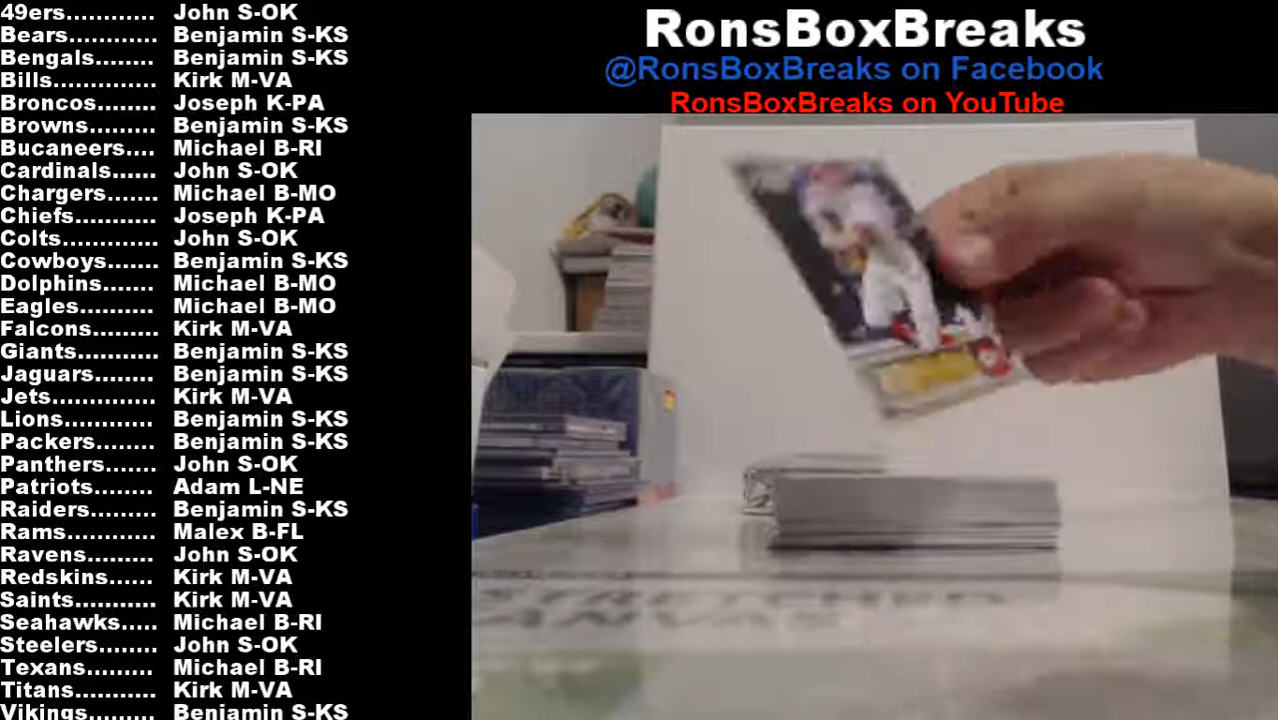 49ers............ John S-OK
Bears............ Benjamin S-KS
Bengals........ Benjamin S-KS
Bills............. Kirk M-VA
Broncos........ Joseph K-PA
Browns......... Benjamin S-KS
Bucaneers.... Michael B-RI
Cardinals...... John S-OK
Chargers....... Michael B-MO
Chiefs........... Joseph K-PA
Colts............. John S-OK
Cowboys....... Benjamin S-KS
Dolphins....... Michael B-MO
Eagles.......... Michael B-MO
Falcons......... Kirk M-VA
Giants........... Benjamin S-KS
Jaguars........ Benjamin S-KS
Jets.............. Kirk M-VA
Lions............ Benjamin S-KS
Packers........ Benjamin S-KS
Panthers....... John S-OK
Patriots........ Adam L-NE
Raiders......... Benjamin S-KS
Rams............ Malex B-FL
Ravens......... John S-OK
Redskins...... Kirk M-VA
Saints........... Kirk M-VA
Seahawks..... Michael B-RI
Steelers........ John S-OK
Texans......... Michael B-RI
Titans........... Kirk M-VA
Vikings......... Benjamin S-KS
RonsBoxBreaks
@RonsBoxBreaks on Facebook
RonsBoxBreaks on YouTube